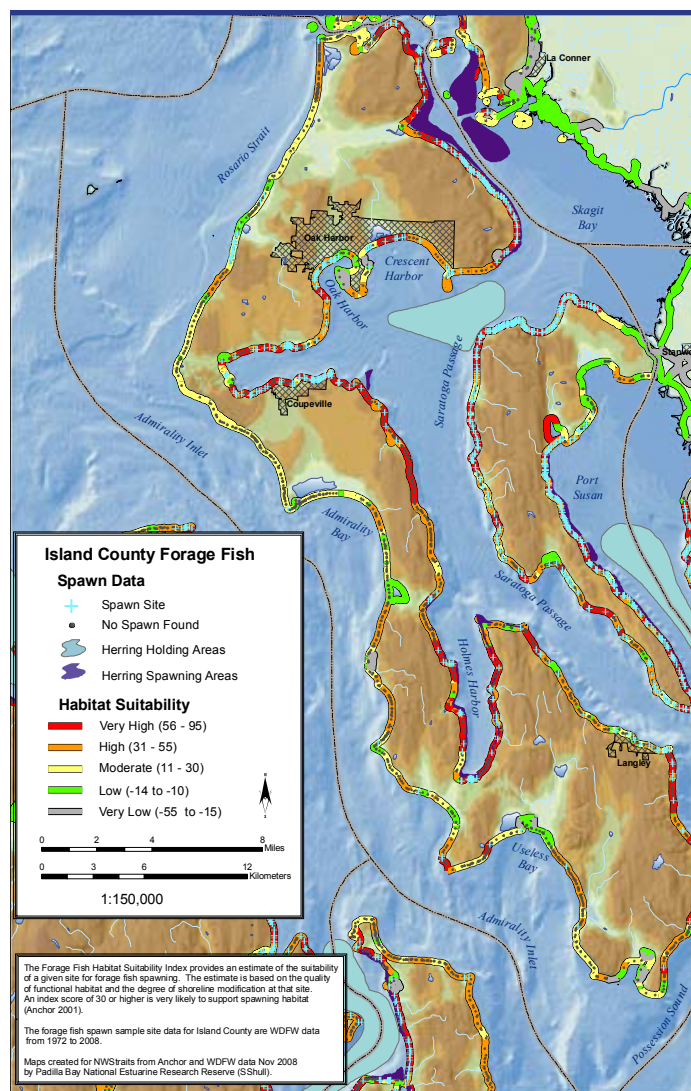 La Conner
Rosario Strait
Skagit
Bay
Oak Harbor
Crescent
Harbor
Oak Harbor
Saratoga Passage
Coupeville
Admirality Inlet
Port
Susan
Admirality
Bay
Saratoga Passage
Holmes Harbor
Langley
Useless
Bay
Admirality Inlet
Possession Sound
Island County Forage Fish
Spawn Data
Spawn Site
No Spawn Found
Herring Holding Areas
Herring Spawning Areas
Habitat Suitability
Very High (56 - 95)
High (31 - 55)
Moderate (11 - 30)
Low (-14 to -10)
Very Low (-55 to -15)
0 2 4 8
Miles
0 3 6 12
Kilometers
1:150,000
The Forage Fish Habitat Suitability Index provides an estimate of the suitability
of a given site for forage fish spawning. The estimate is based on the quality
of functional habitat and the degree of shoreline modification at that site.
An index score of 30 or higher is very likely to support spawning habitat
(Anchor 2001).
The forage fish spawn sample site data for Island County are WDFW data
from 1972 to 2008.
Maps created for NWStraits from Anchor and WDFW data Nov 2008
by Padilla Bay National Estuarine Research Reserve (SShull).